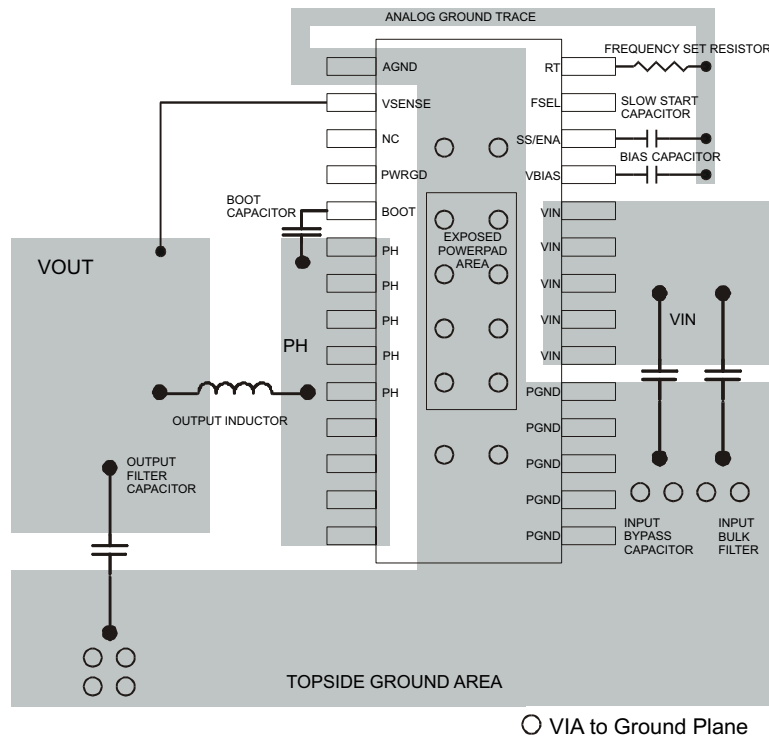 ANALOG GROUND TRACE
FREQUENCY SET RESISTOR
AGND
RT
VSENSE
FSEL
SLOW START
CAPACITOR
NC
SS/ENA
BIAS CAPACITOR
PWRGD
VBIAS
BOOT
CAPACITOR
BOOT
VIN
EXPOSED
POWERPAD
AREA
PH
VIN
VOUT
PH
VIN
PH
VIN
VIN
PH
PH
VIN
PH
PGND
OUTPUT INDUCTOR
PGND
OUTPUT
FILTER
CAPACITOR
PGND
PGND
PGND
INPUT
BYPASS
CAPACITOR
INPUT
BULK
FILTER
TOPSIDE GROUND AREA
VIA to Ground Plane